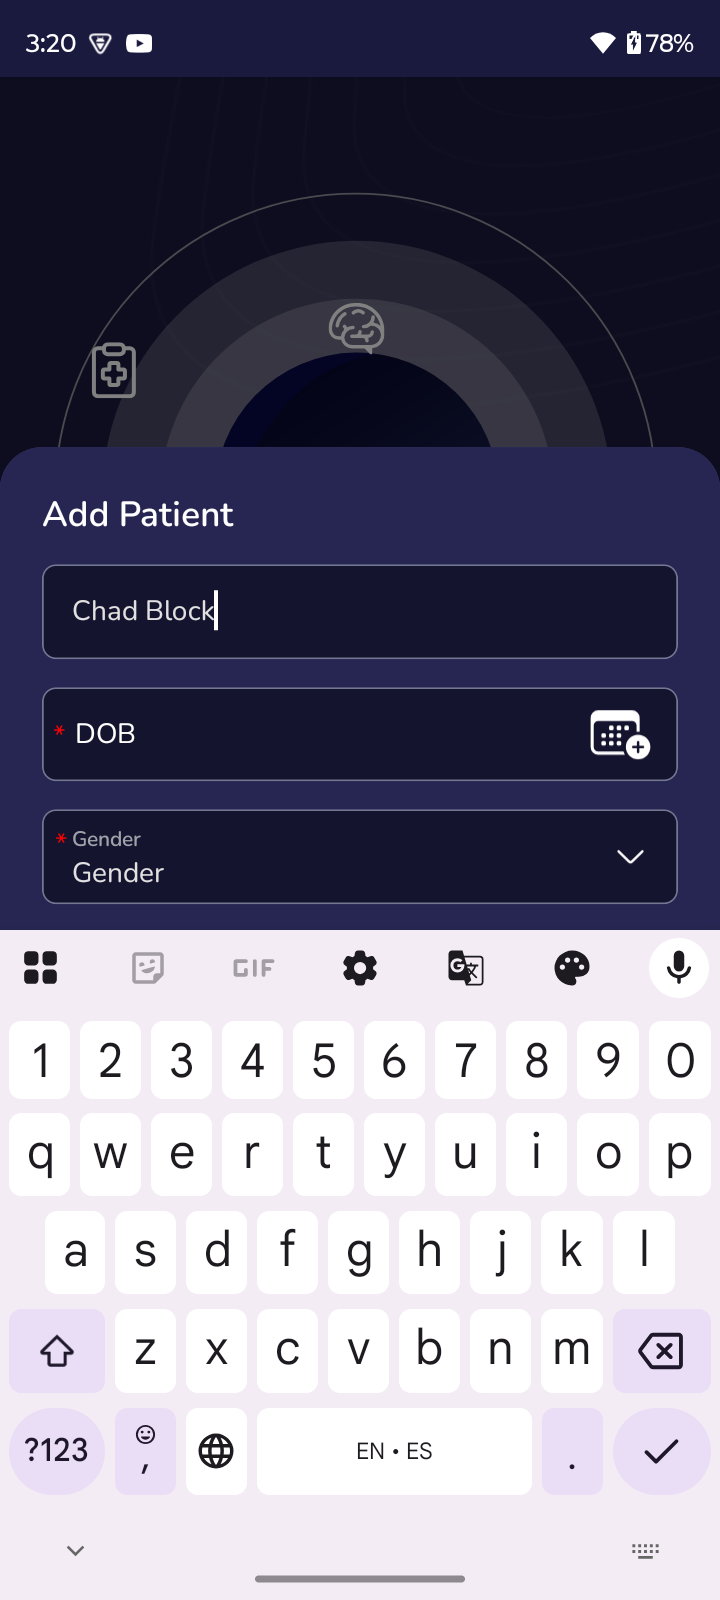 3:20 78%
Add Patient
Chad Block
* DOB
* Gender
Gender
GIF
1 2 3 4 5 6 7 8 9 0
q w e r t y u i o p
a s d f g h j k l
z x c v b n m
?123 , EN • ES .